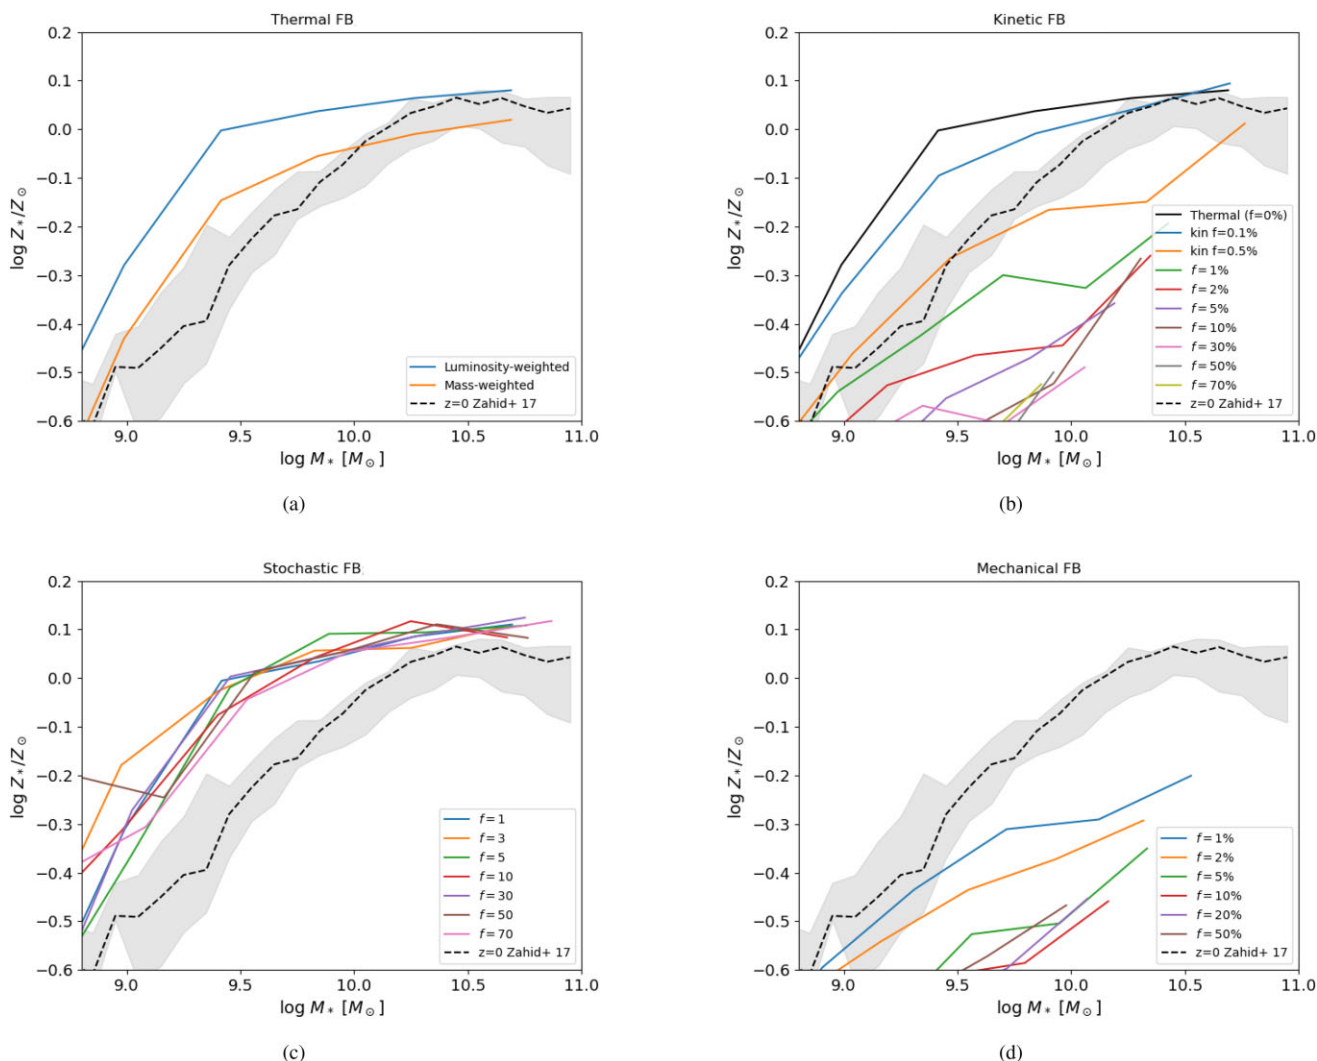 Thermal FB
0.2
0.1
0.0
−0.1
−0.2
−0.3
−0.4
−0.5
−0.6
log Z*/Z⊙
Luminosity-weighted
Mass-weighted
z=0 Zahid+ 17
9.0 9.5 10.0 10.5 11.0
log M* [M⊙]
(a)
Kinetic FB
0.2
0.1
0.0
−0.1
−0.2
−0.3
−0.4
−0.5
−0.6
log Z*/Z⊙
Thermal (f=0%)
kin f=0.1%
kin f=0.5%
f = 1%
f = 2%
f = 5%
f = 10%
f = 30%
f = 50%
f = 70%
z=0 Zahid+ 17
9.0 9.5 10.0 10.5 11.0
log M* [M⊙]
(b)
Stochastic FB
0.2
0.1
0.0
−0.1
−0.2
−0.3
−0.4
−0.5
−0.6
log Z*/Z⊙
f = 1
f = 3
f = 5
f = 10
f = 30
f = 50
f = 70
z=0 Zahid+ 17
9.0 9.5 10.0 10.5 11.0
log M* [M⊙]
(c)
Mechanical FB
0.2
0.1
0.0
−0.1
−0.2
−0.3
−0.4
−0.5
−0.6
log Z*/Z⊙
f = 1%
f = 2%
f = 5%
f = 10%
f = 20%
f = 50%
z=0 Zahid+ 17
9.0 9.5 10.0 10.5 11.0
log M* [M⊙]
(d)